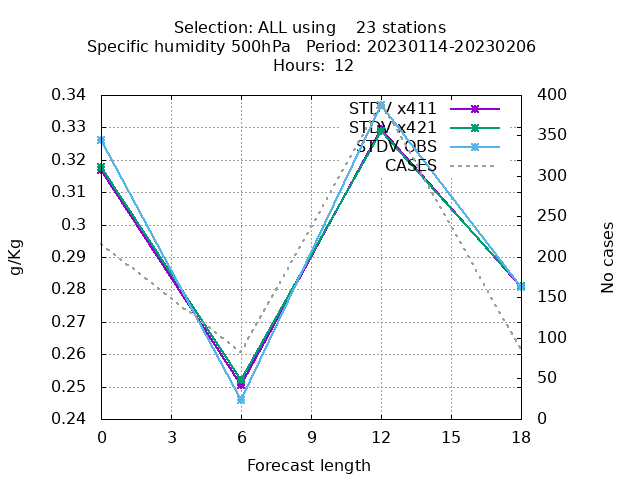 Selection: ALL using    23 stations
Specific humidity 500hPa   Period: 20230114-20230206
Hours:  12
STDV x411
STDV x421
STDV OBS
CASES
0.34
0.33
0.32
0.31
0.3
0.29
0.28
0.27
0.26
0.25
0.24
400
350
300
250
200
150
100
50
0
g/Kg
No cases
0 3 6 9 12 15 18
Forecast length